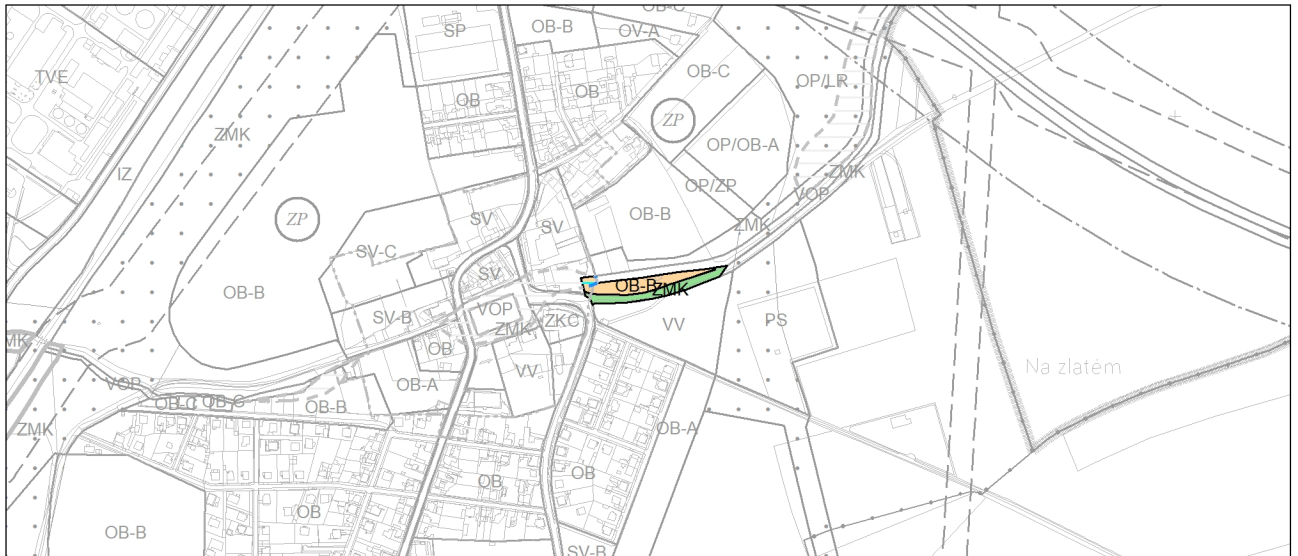 OB-C
SP
OB-B
OV-A
TVE
OB-C
OP/LR
OB
OB
ZMK
ZP
OP/OB-A
IZ
ZMK
OP/ZP
VOP
ZP
SV
OB-B
ZMK
SV
SV-C
SV
OB-B
OB-B
ZMK
VOP
SV-B
ZKC
VV
PS
ZMK
MK
OB
Na zlatém
VV
VOP
OB-A
OB-C
OB-C
OB-B
ZMK
OB-A
OB
OB
OB
OB-B
SV-B